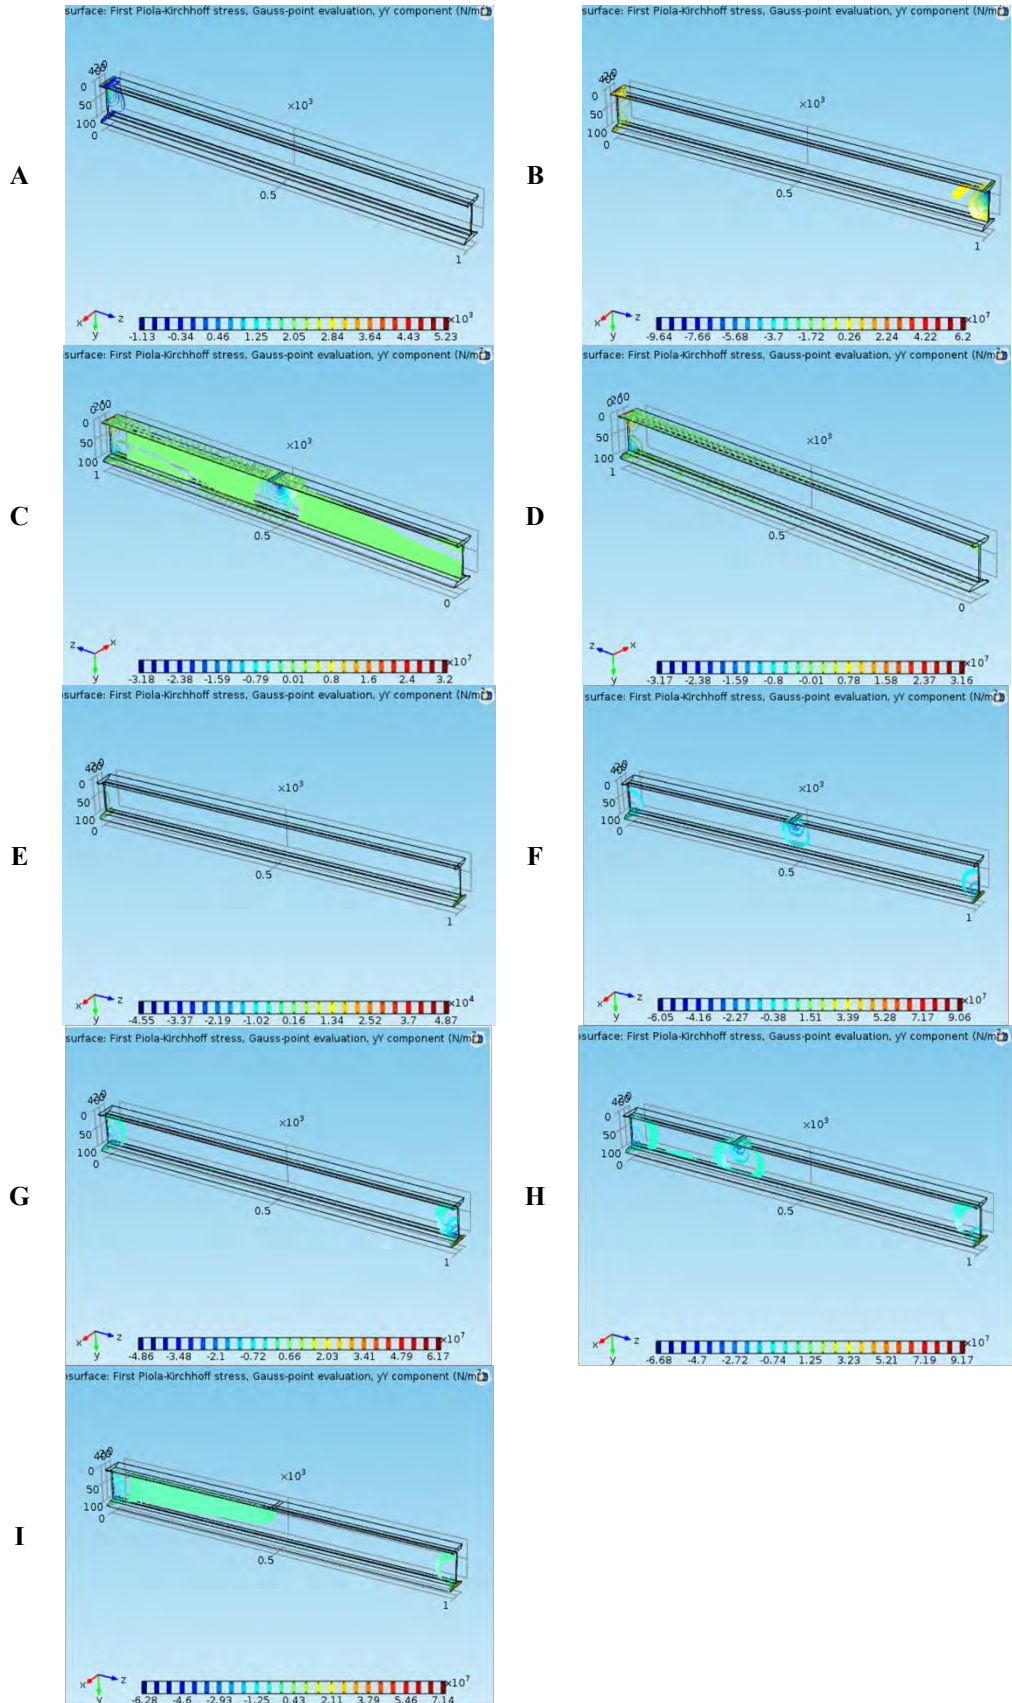 surface: First Piola-Kirchhoff stress, Gauss-point evaluation, yY component (N/m²
surface: First Piola-Kirchhoff stress, Gauss-point evaluation, yY component (N/m²
A
0
50
100
0
×10³
0.5
1
x
y
z
×10³
-1.13 -0.34 0.46 1.25 2.05 2.84 3.64 4.43 5.23
B
0
50
100
0
×10³
0.5
1
x
y
z
×10⁷
-9.64 -7.66 -5.68 -3.7 -1.72 0.26 2.24 4.22 6.2
surface: First Piola-Kirchhoff stress, Gauss-point evaluation, yY component (N/m²
surface: First Piola-Kirchhoff stress, Gauss-point evaluation, yY component (N/m²
C
0
50
100
1
×10³
0.5
0
z
x
y
×10⁷
-3.18 -2.38 -1.59 -0.79 0.01 0.8 1.6 2.4 3.2
D
0
50
100
1
×10³
0.5
0
z
x
y
×10⁷
-3.17 -2.38 -1.59 -0.8 -0.01 0.78 1.58 2.37 3.16
surface: First Piola-Kirchhoff stress, Gauss-point evaluation, yY component (N/m²
surface: First Piola-Kirchhoff stress, Gauss-point evaluation, yY component (N/m²
E
0
50
100
0
×10³
0.5
1
x
y
z
×10⁴
-4.55 -3.37 -2.19 -1.02 0.16 1.34 2.52 3.7 4.87
F
0
50
100
0
×10³
0.5
1
x
y
z
×10⁷
-6.05 -4.16 -2.27 -0.38 1.51 3.39 5.28 7.17 9.06
surface: First Piola-Kirchhoff stress, Gauss-point evaluation, yY component (N/m²
surface: First Piola-Kirchhoff stress, Gauss-point evaluation, yY component (N/m²
G
0
50
100
0
×10³
0.5
1
x
y
z
×10⁷
-4.86 -3.48 -2.1 -0.72 0.66 2.03 3.41 4.79 6.17
H
0
50
100
0
×10³
0.5
1
x
y
z
×10⁷
-6.68 -4.7 -2.72 -0.74 1.25 3.23 5.21 7.19 9.17
surface: First Piola-Kirchhoff stress, Gauss-point evaluation, yY component (N/m²
I
0
50
100
0
×10³
0.5
1
x
y
z
×10⁷
-6.28 -4.6 -2.93 -1.25 0.43 2.11 3.79 5.46 7.14